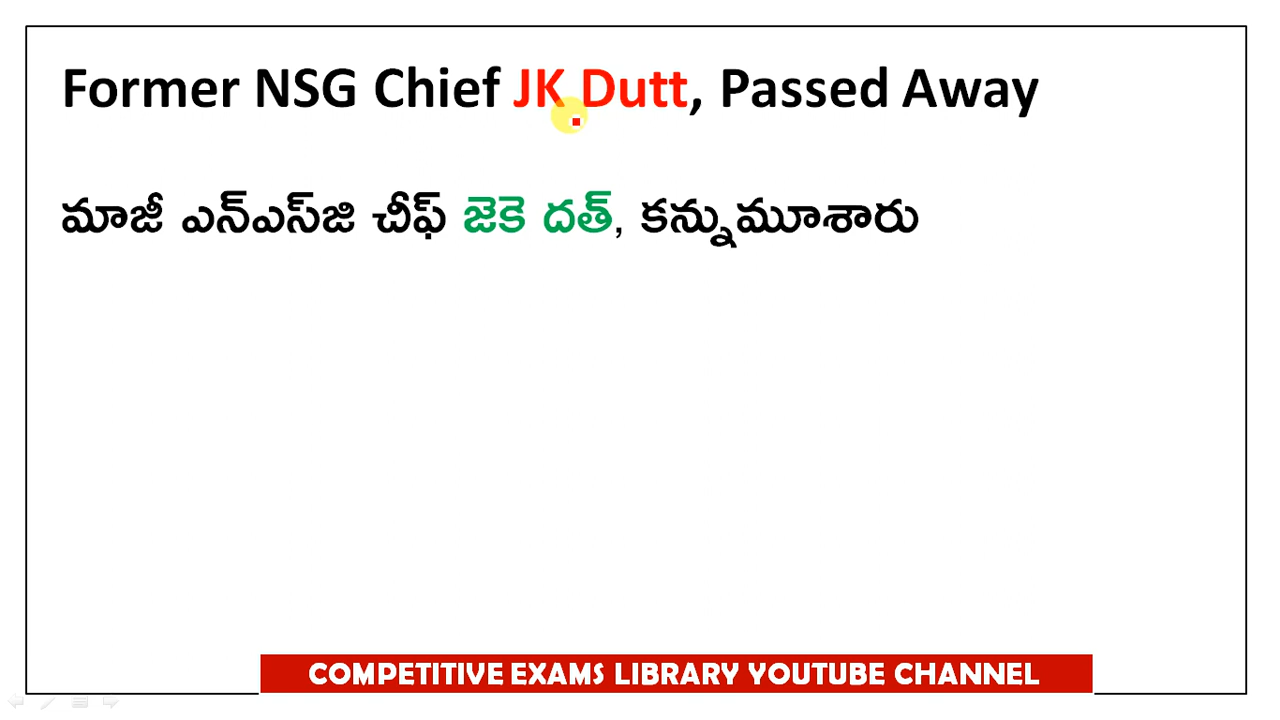 Former NSG Chief JK Dutt, Passed Away
మాజీ ఎన్ఎస్‌జి చీఫ్ జెకె దత్, కన్నుమూశారు
COMPETITIVE EXAMS LIBRARY YOUTUBE CHANNEL